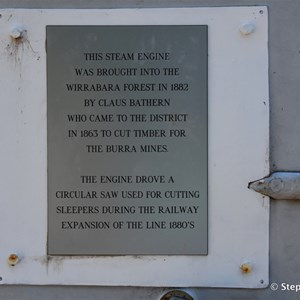 © Step
THIS STEAM ENGINE
WAS BROUGHT INTO THE
WIRRABARA FOREST IN 1882
BY CLAUS BATHERN
WHO CAME TO THE DISTRICT
IN 1863 TO CUT TIMBER FOR
THE BURRA MINES.
THE ENGINE DROVE A
CIRCULAR SAW USED FOR CUTTING
SLEEPERS DURING THE RAILWAY
EXPANSION OF THE LINE 1880'S
© Step